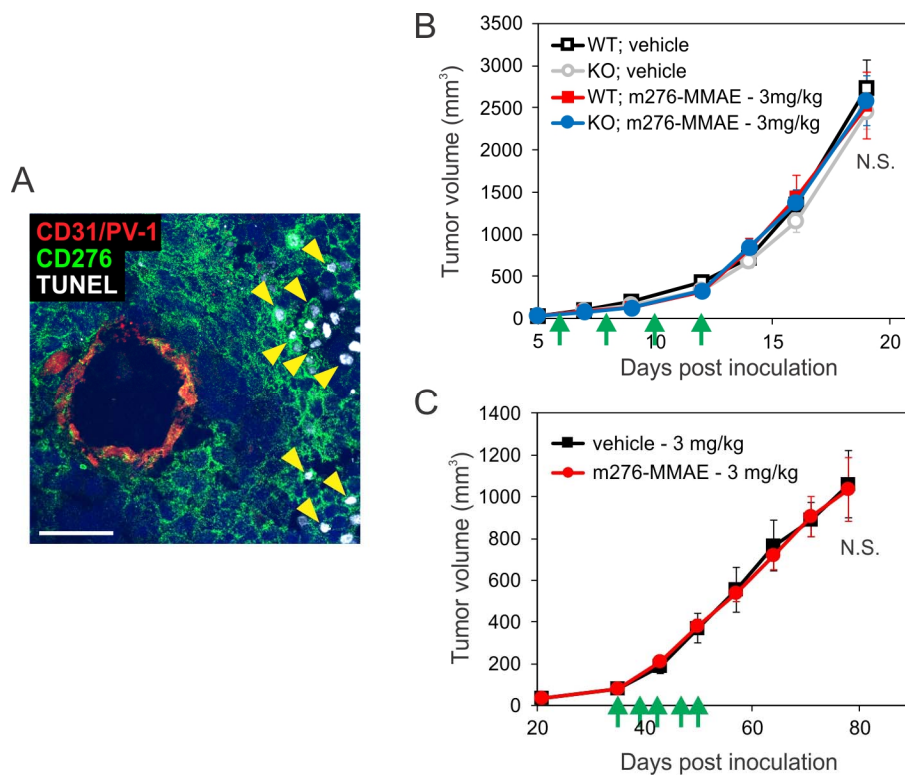 A
CD31/PV-1
CD276
TUNEL
B
Tumor volume (mm³)
3500
3000
2500
2000
1500
1000
500
0
WT; vehicle
KO; vehicle
WT; m276-MMAE - 3mg/kg
KO; m276-MMAE - 3mg/kg
N.S.
5
10
15
20
Days post inoculation
C
Tumor volume (mm³)
1400
1200
1000
800
600
400
200
0
vehicle - 3 mg/kg
m276-MMAE - 3 mg/kg
N.S.
20
40
60
80
Days post inoculation